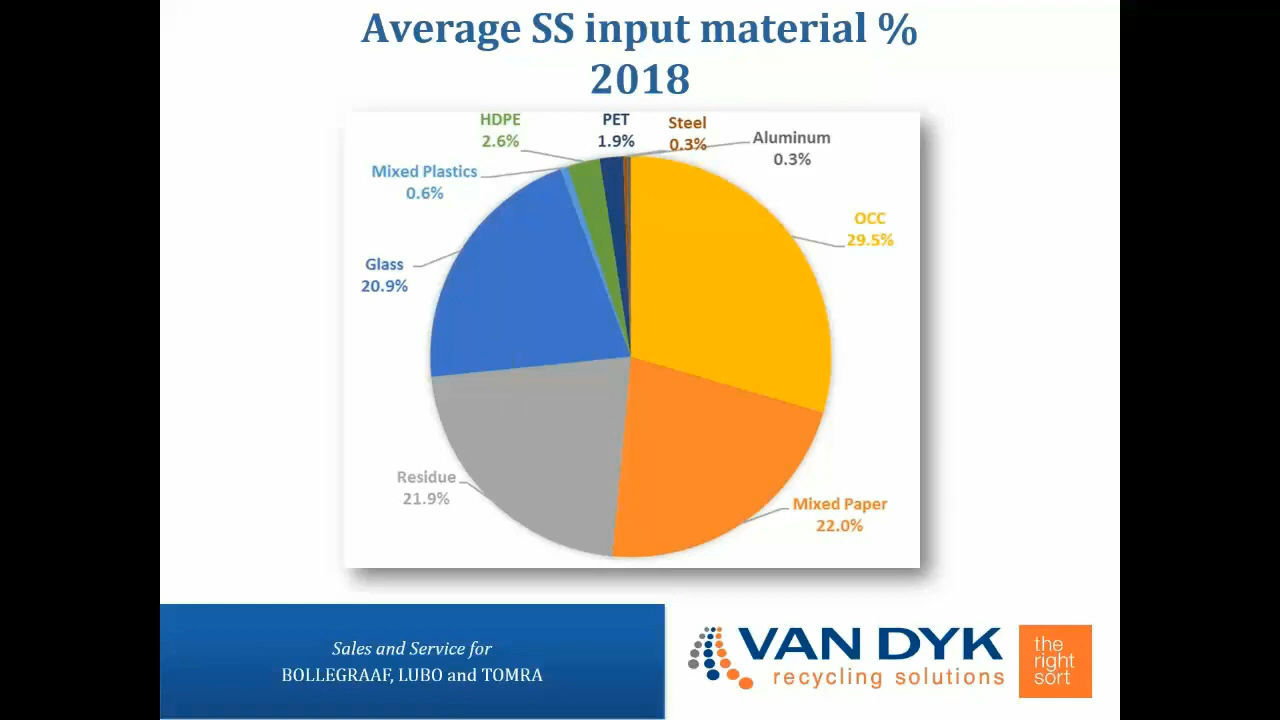 Average SS input material %
2018
HDPE
2.6%
PET
1.9%
Steel
0.3%
Aluminum
0.3%
Mixed Plastics
0.6%
OCC
29.5%
Glass
20.9%
Residue
21.9%
Mixed Paper
22.0%
Sales and Service for
BOLLEGRAAF, LUBO and TOMRA
VAN DYK
recycling solutions
the
right
sort